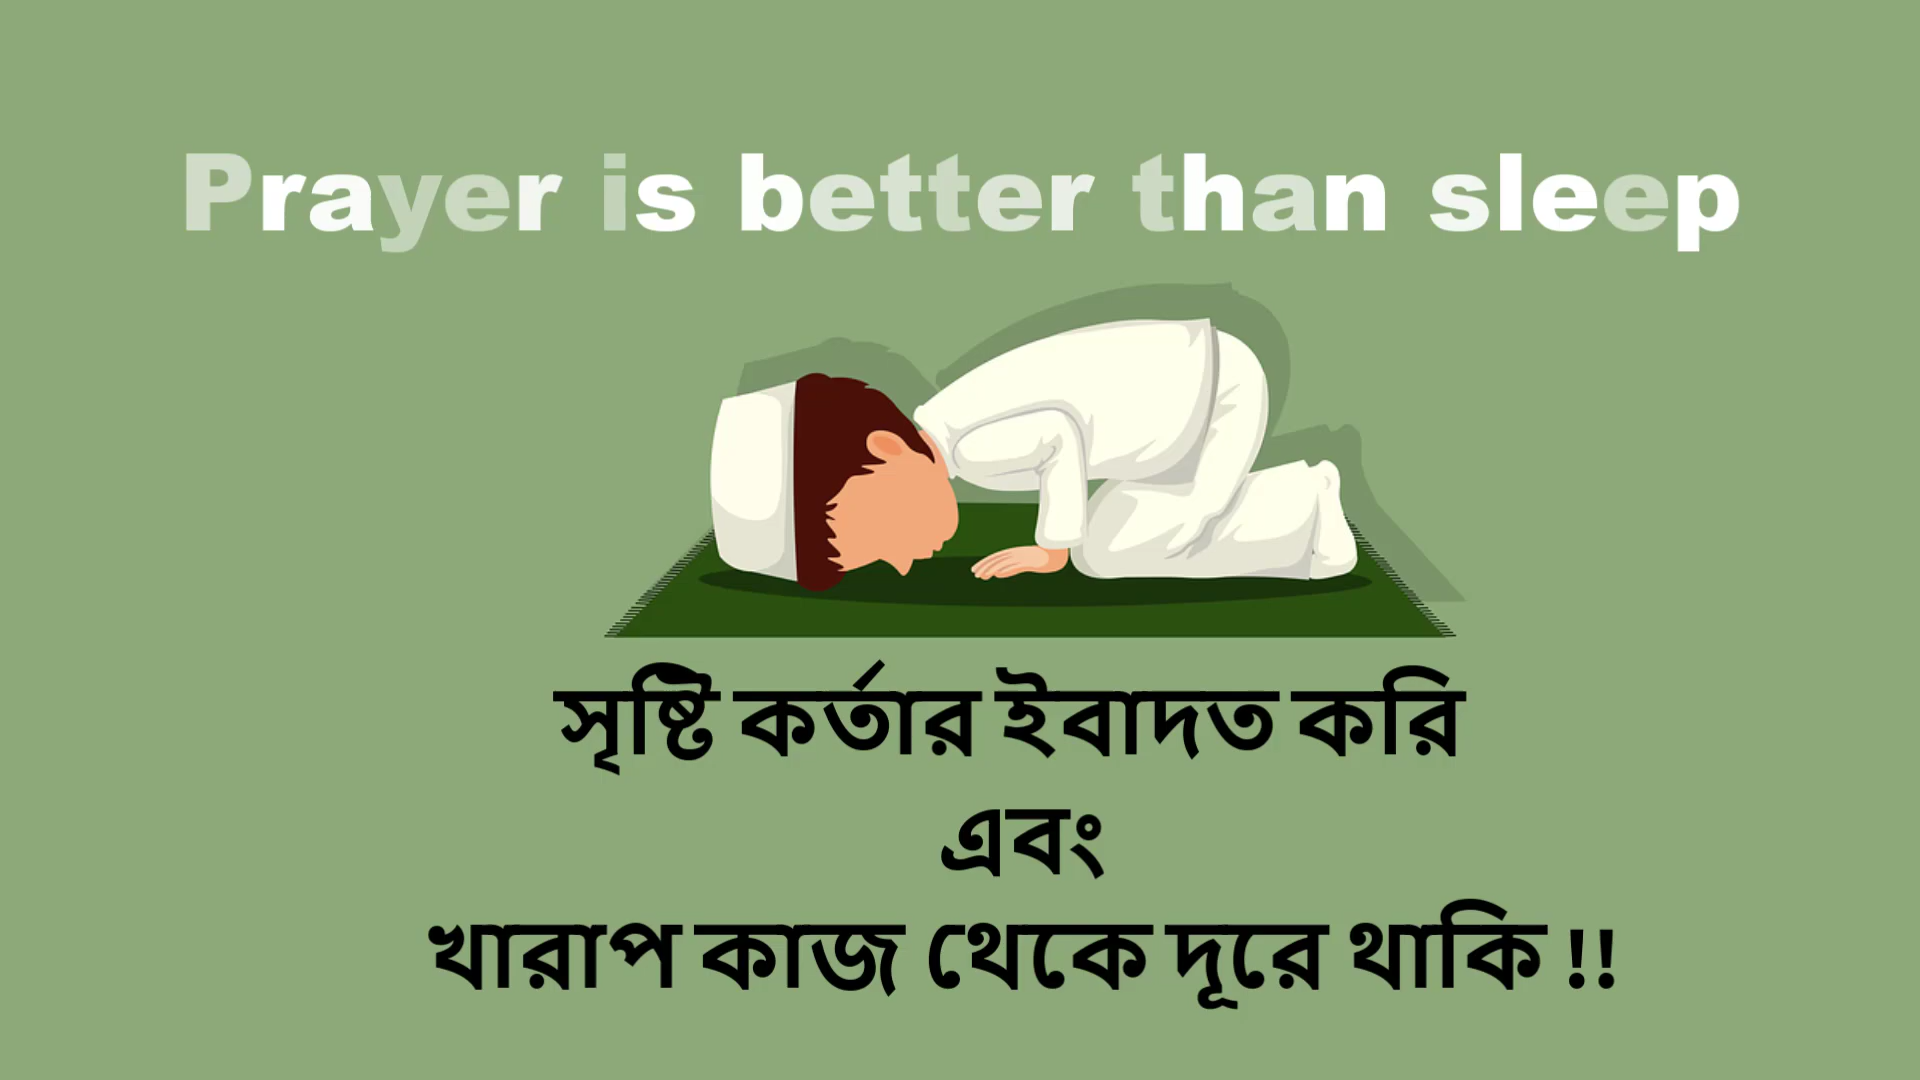 Prayer is better than sleep
সৃষ্টি কর্তার ইবাদত করি
এবং
খারাপ কাজ থেকে দূরে থাকি !!